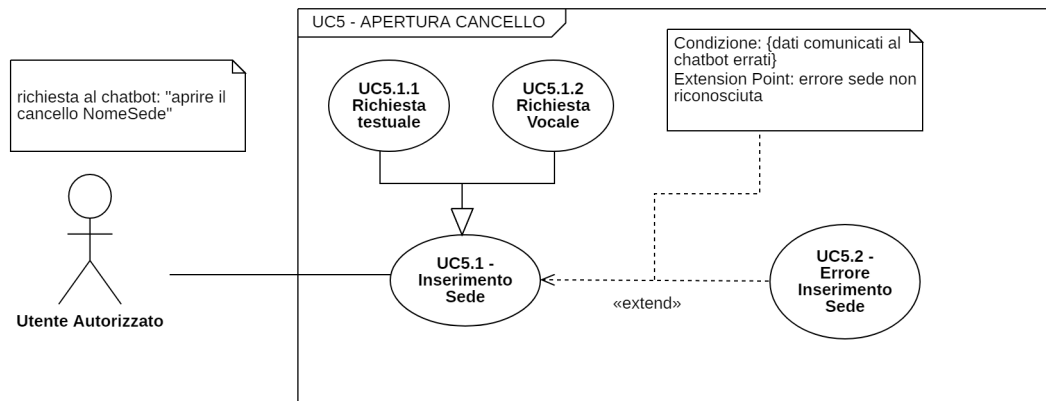 UC5 - APERTURA CANCELLO
richiesta al chatbot: "aprire il
cancello NomeSede"
UC5.1.1
Richiesta
testuale
UC5.1.2
Richiesta
Vocale
Condizione: {dati comunicati al
chatbot errati}
Extension Point: errore sede non
riconosciuta
Utente Autorizzato
UC5.1 -
Inserimento
Sede
«extend»
UC5.2 -
Errore
Inserimento
Sede